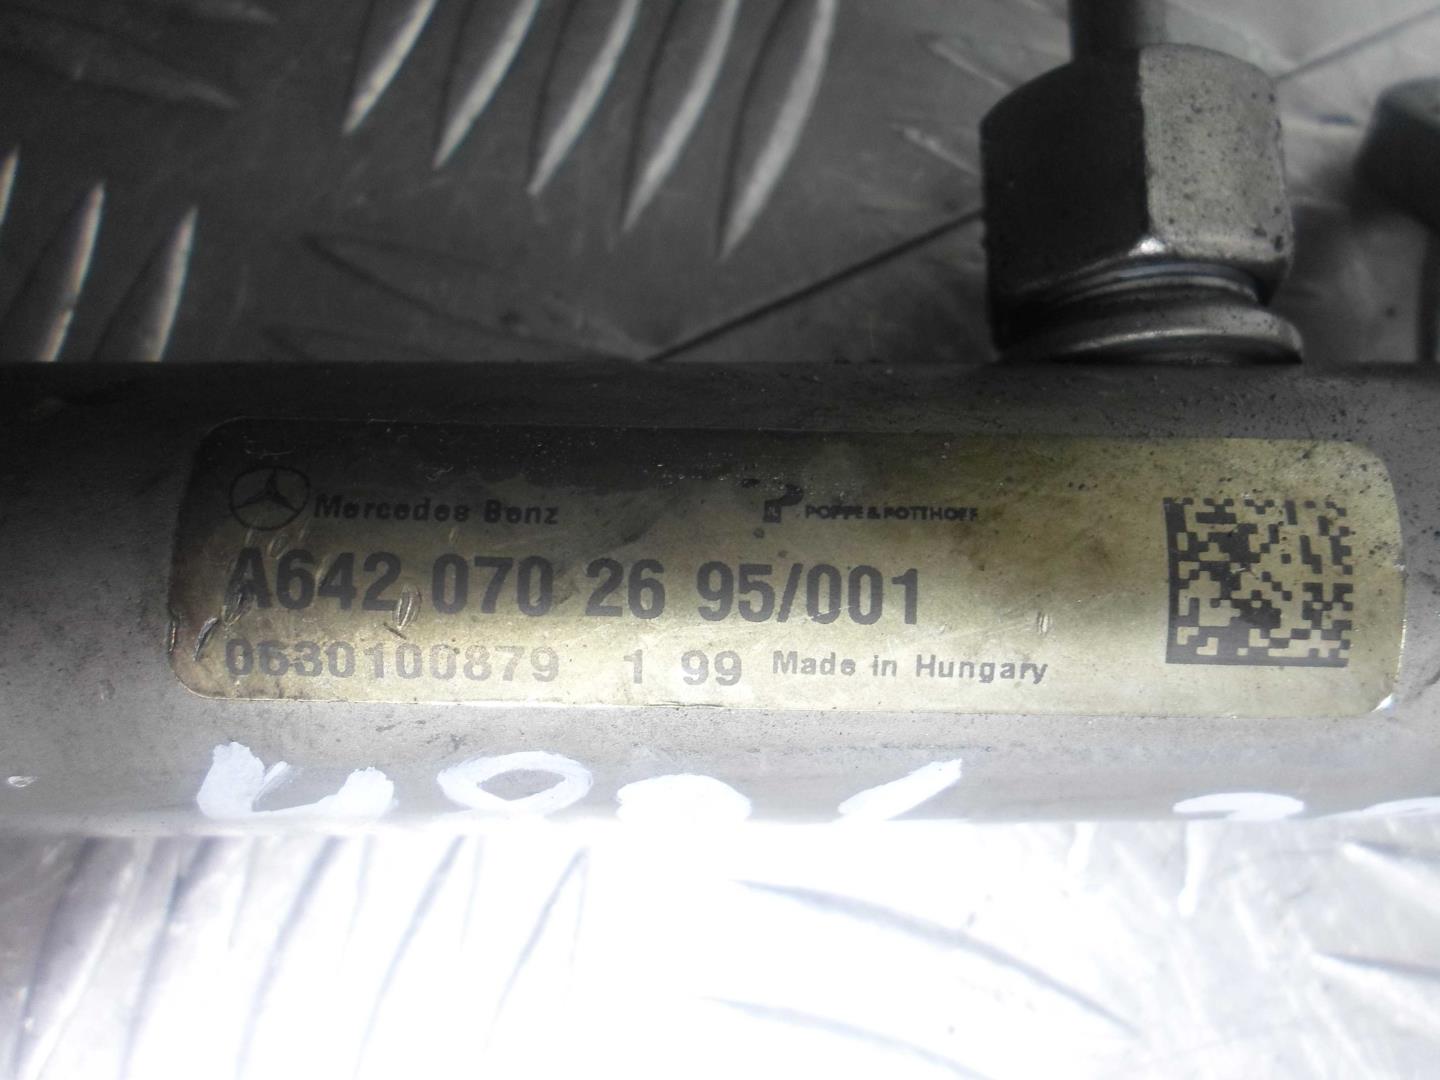 Mercedes Benz POPPE & POTTHOFF
A642 070 26 95/001
0630100879 1 99 Made in Hungary